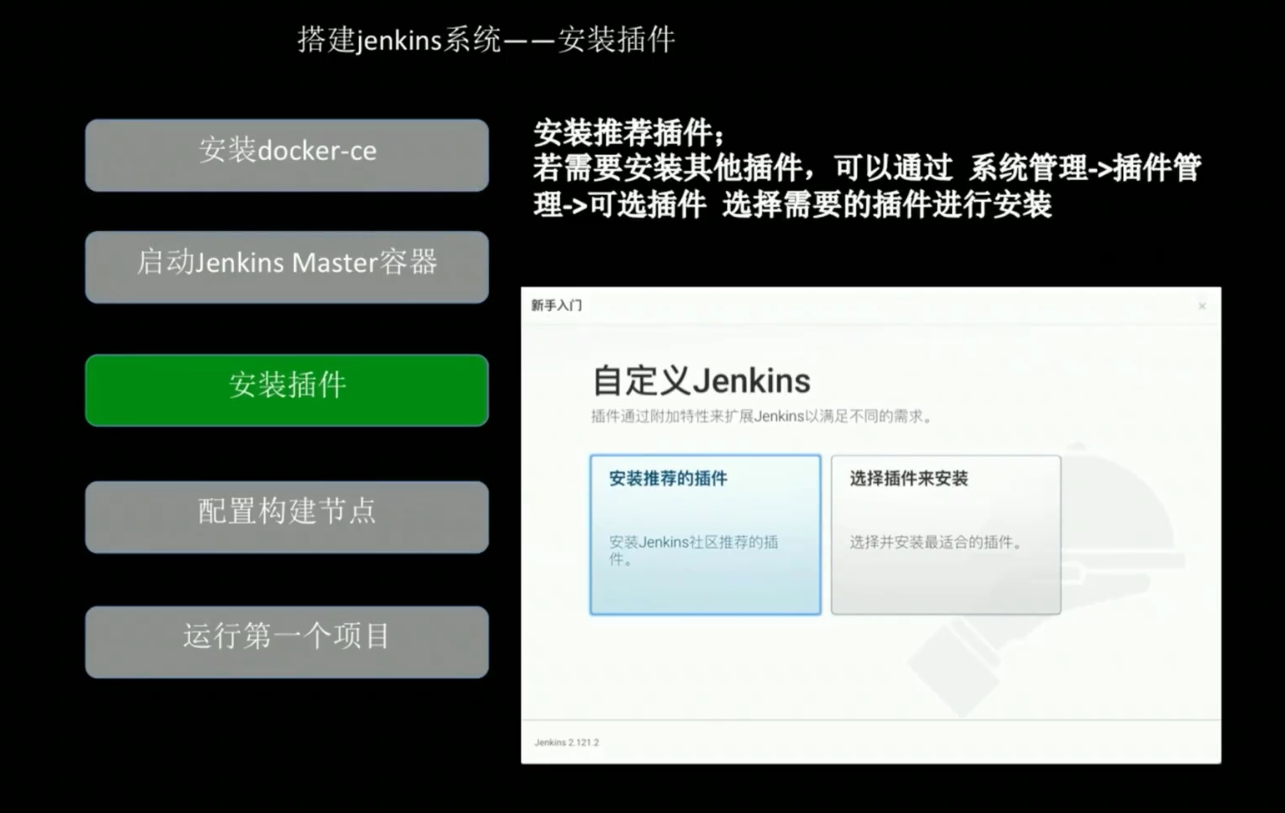 搭建jenkins系统——安装插件
安装docker-ce
启动Jenkins Master容器
安装插件
配置构建节点
运行第一个项目
安装推荐插件；
若需要安装其他插件，可以通过 系统管理->插件管
理->可选插件 选择需要的插件进行安装
新手入门
×
自定义Jenkins
插件通过附加特性来扩展Jenkins以满足不同的需求。
安装推荐的插件
安装Jenkins社区推荐的插
件。
选择插件来安装
选择并安装最适合的插件。
Jenkins 2.121.2